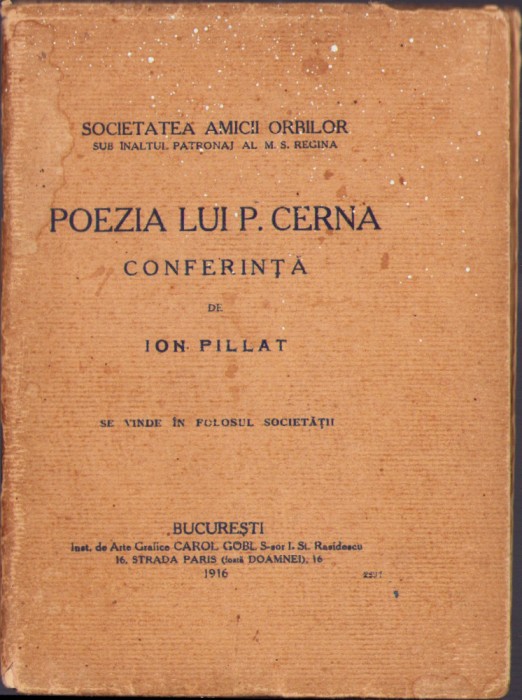 SOCIETATEA AMICII ORBILOR
SUB ÎNALTUL PATRONAJ AL M. S. REGINA
POEZIA LUI P. CERNA
CONFERINȚĂ
DE
ION PILLAT
SE VINDE ÎN FOLOSUL SOCIETĂȚII
BUCUREȘTI
Inst. de Arte Grafice CAROL GÖBL S-sor I. St. Rasidescu
16, STRADA PARIS (fostă DOAMNEI), 16
1916